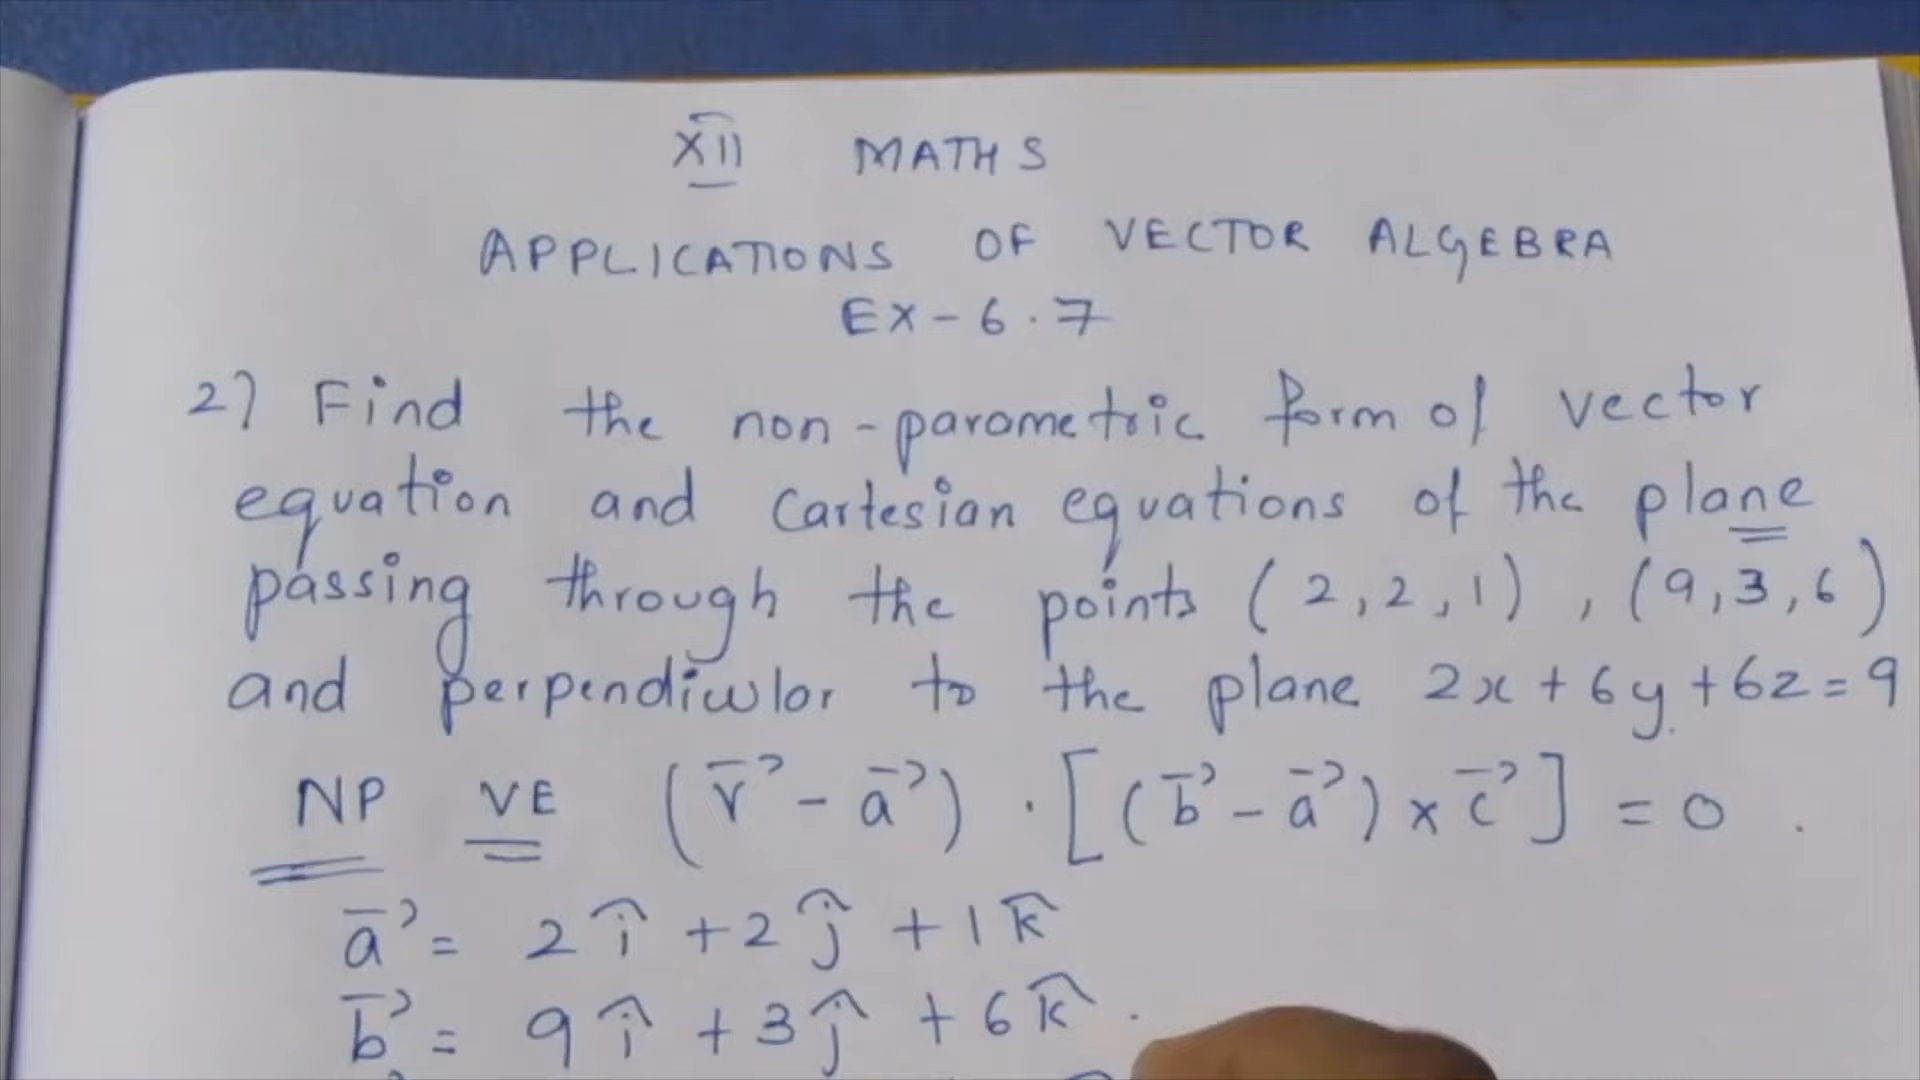 XII MATHS
APPLICATIONS OF VECTOR ALGEBRA
EX - 6.7
2) Find the non-parametric form of vector
equation and Cartesian equations of the plane
passing through the points (2,2,1), (9,3,6)
and perpendicular to the plane 2x+6y+6z=9
NP VE (r⃗ - a⃗) · [(b⃗ - a⃗) × c⃗] = 0.
a⃗ = 2î + 2ĵ + 1k̂
b⃗ = 9î + 3ĵ + 6k̂.